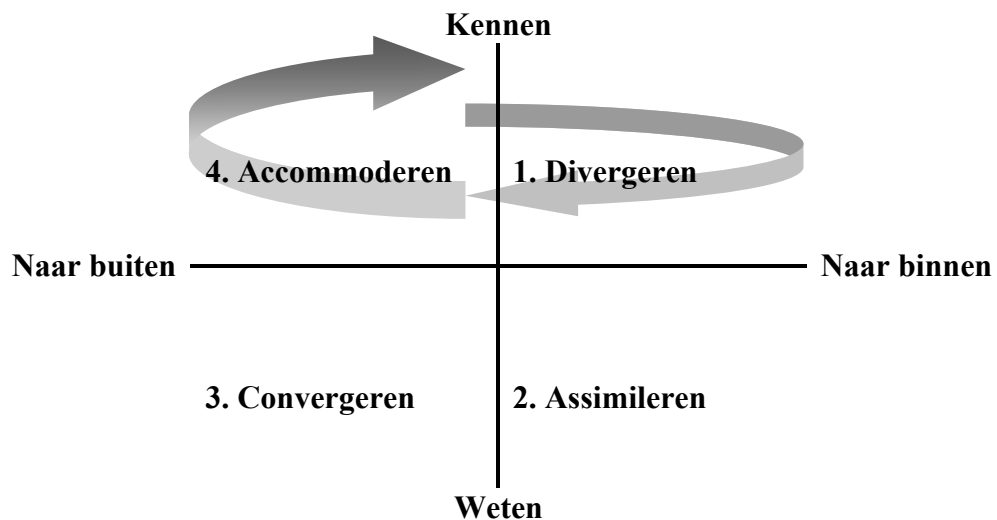 Kennen
4. Accommoderen
1. Divergeren
Naar buiten
Naar binnen
3. Convergeren
2. Assimileren
Weten